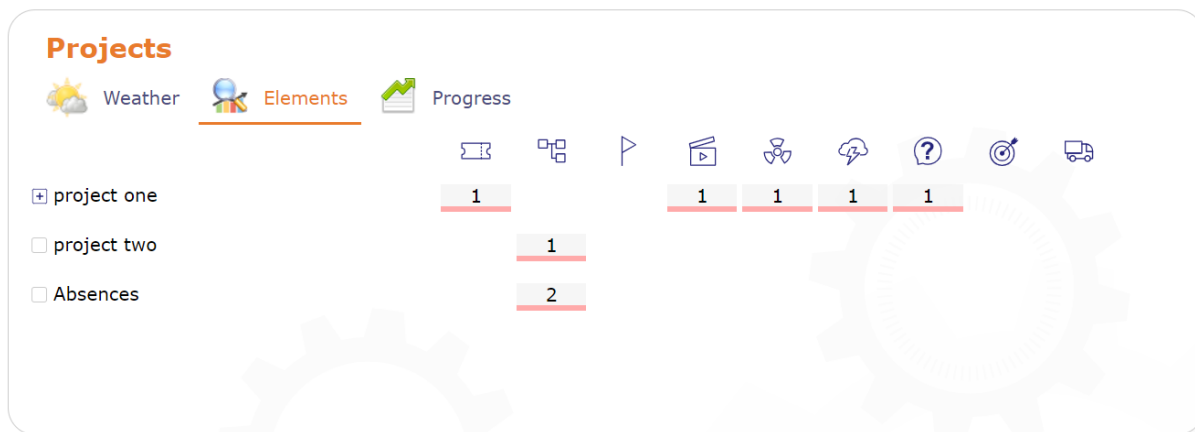 Projects
Weather Elements Progress
project one 1 1 1 1 1
project two 1
Absences 2